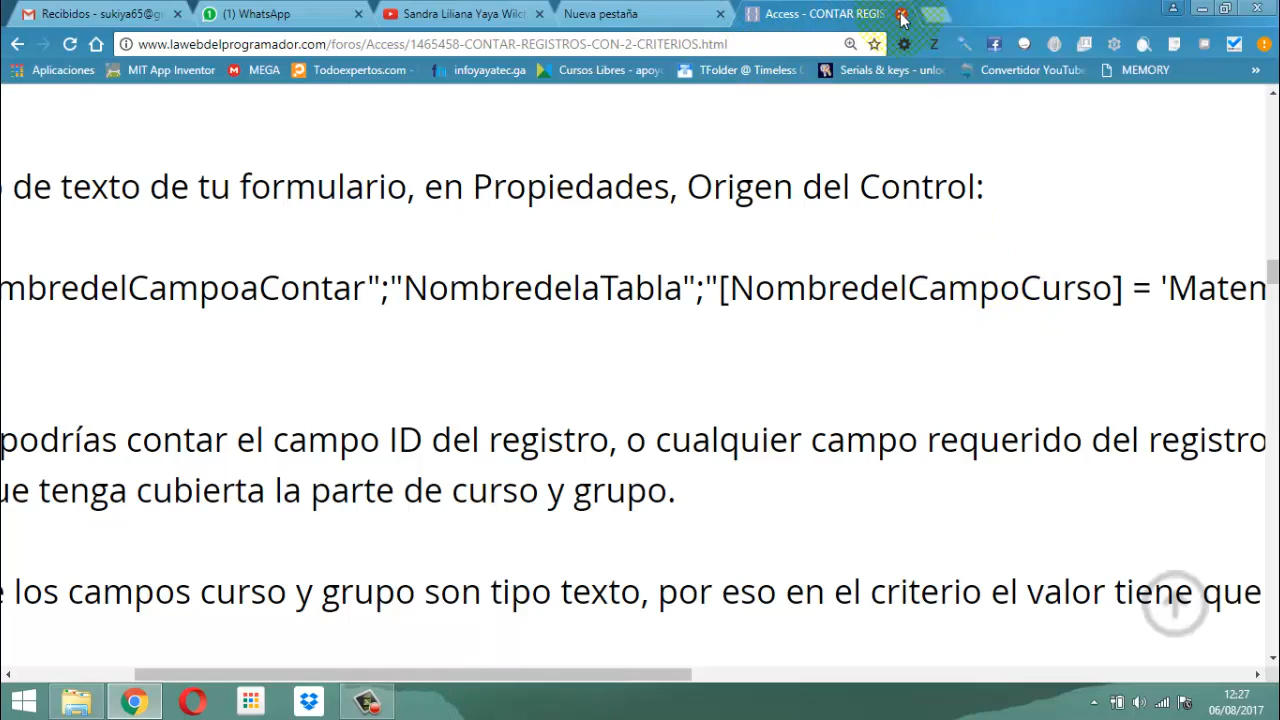 Recibidos - sukiya65@g
(1) WhatsApp
Sandra Liliana Yaya Wilc
Nueva pestaña
Access - CONTAR REGIS
www.lawebdelprogramador.com/foros/Access/1465458-CONTAR-REGISTROS-CON-2-CRITERIOS.html
Aplicaciones
MIT App Inventor
MEGA
Todoexpertos.com -
infoyayatec.ga
Cursos Libres - apoy
TFolder @ Timeless
Serials & keys - unlo
Convertidor YouTube
MEMORY
»
de texto de tu formulario, en Propiedades, Origen del Control:
mbredelCampoaContar";"NombredelaTabla";"[NombredelCampoCurso] = 'Matem
podrías contar el campo ID del registro, o cualquier campo requerido del registro
ue tenga cubierta la parte de curso y grupo.
los campos curso y grupo son tipo texto, por eso en el criterio el valor tiene que
12:27
06/08/2017